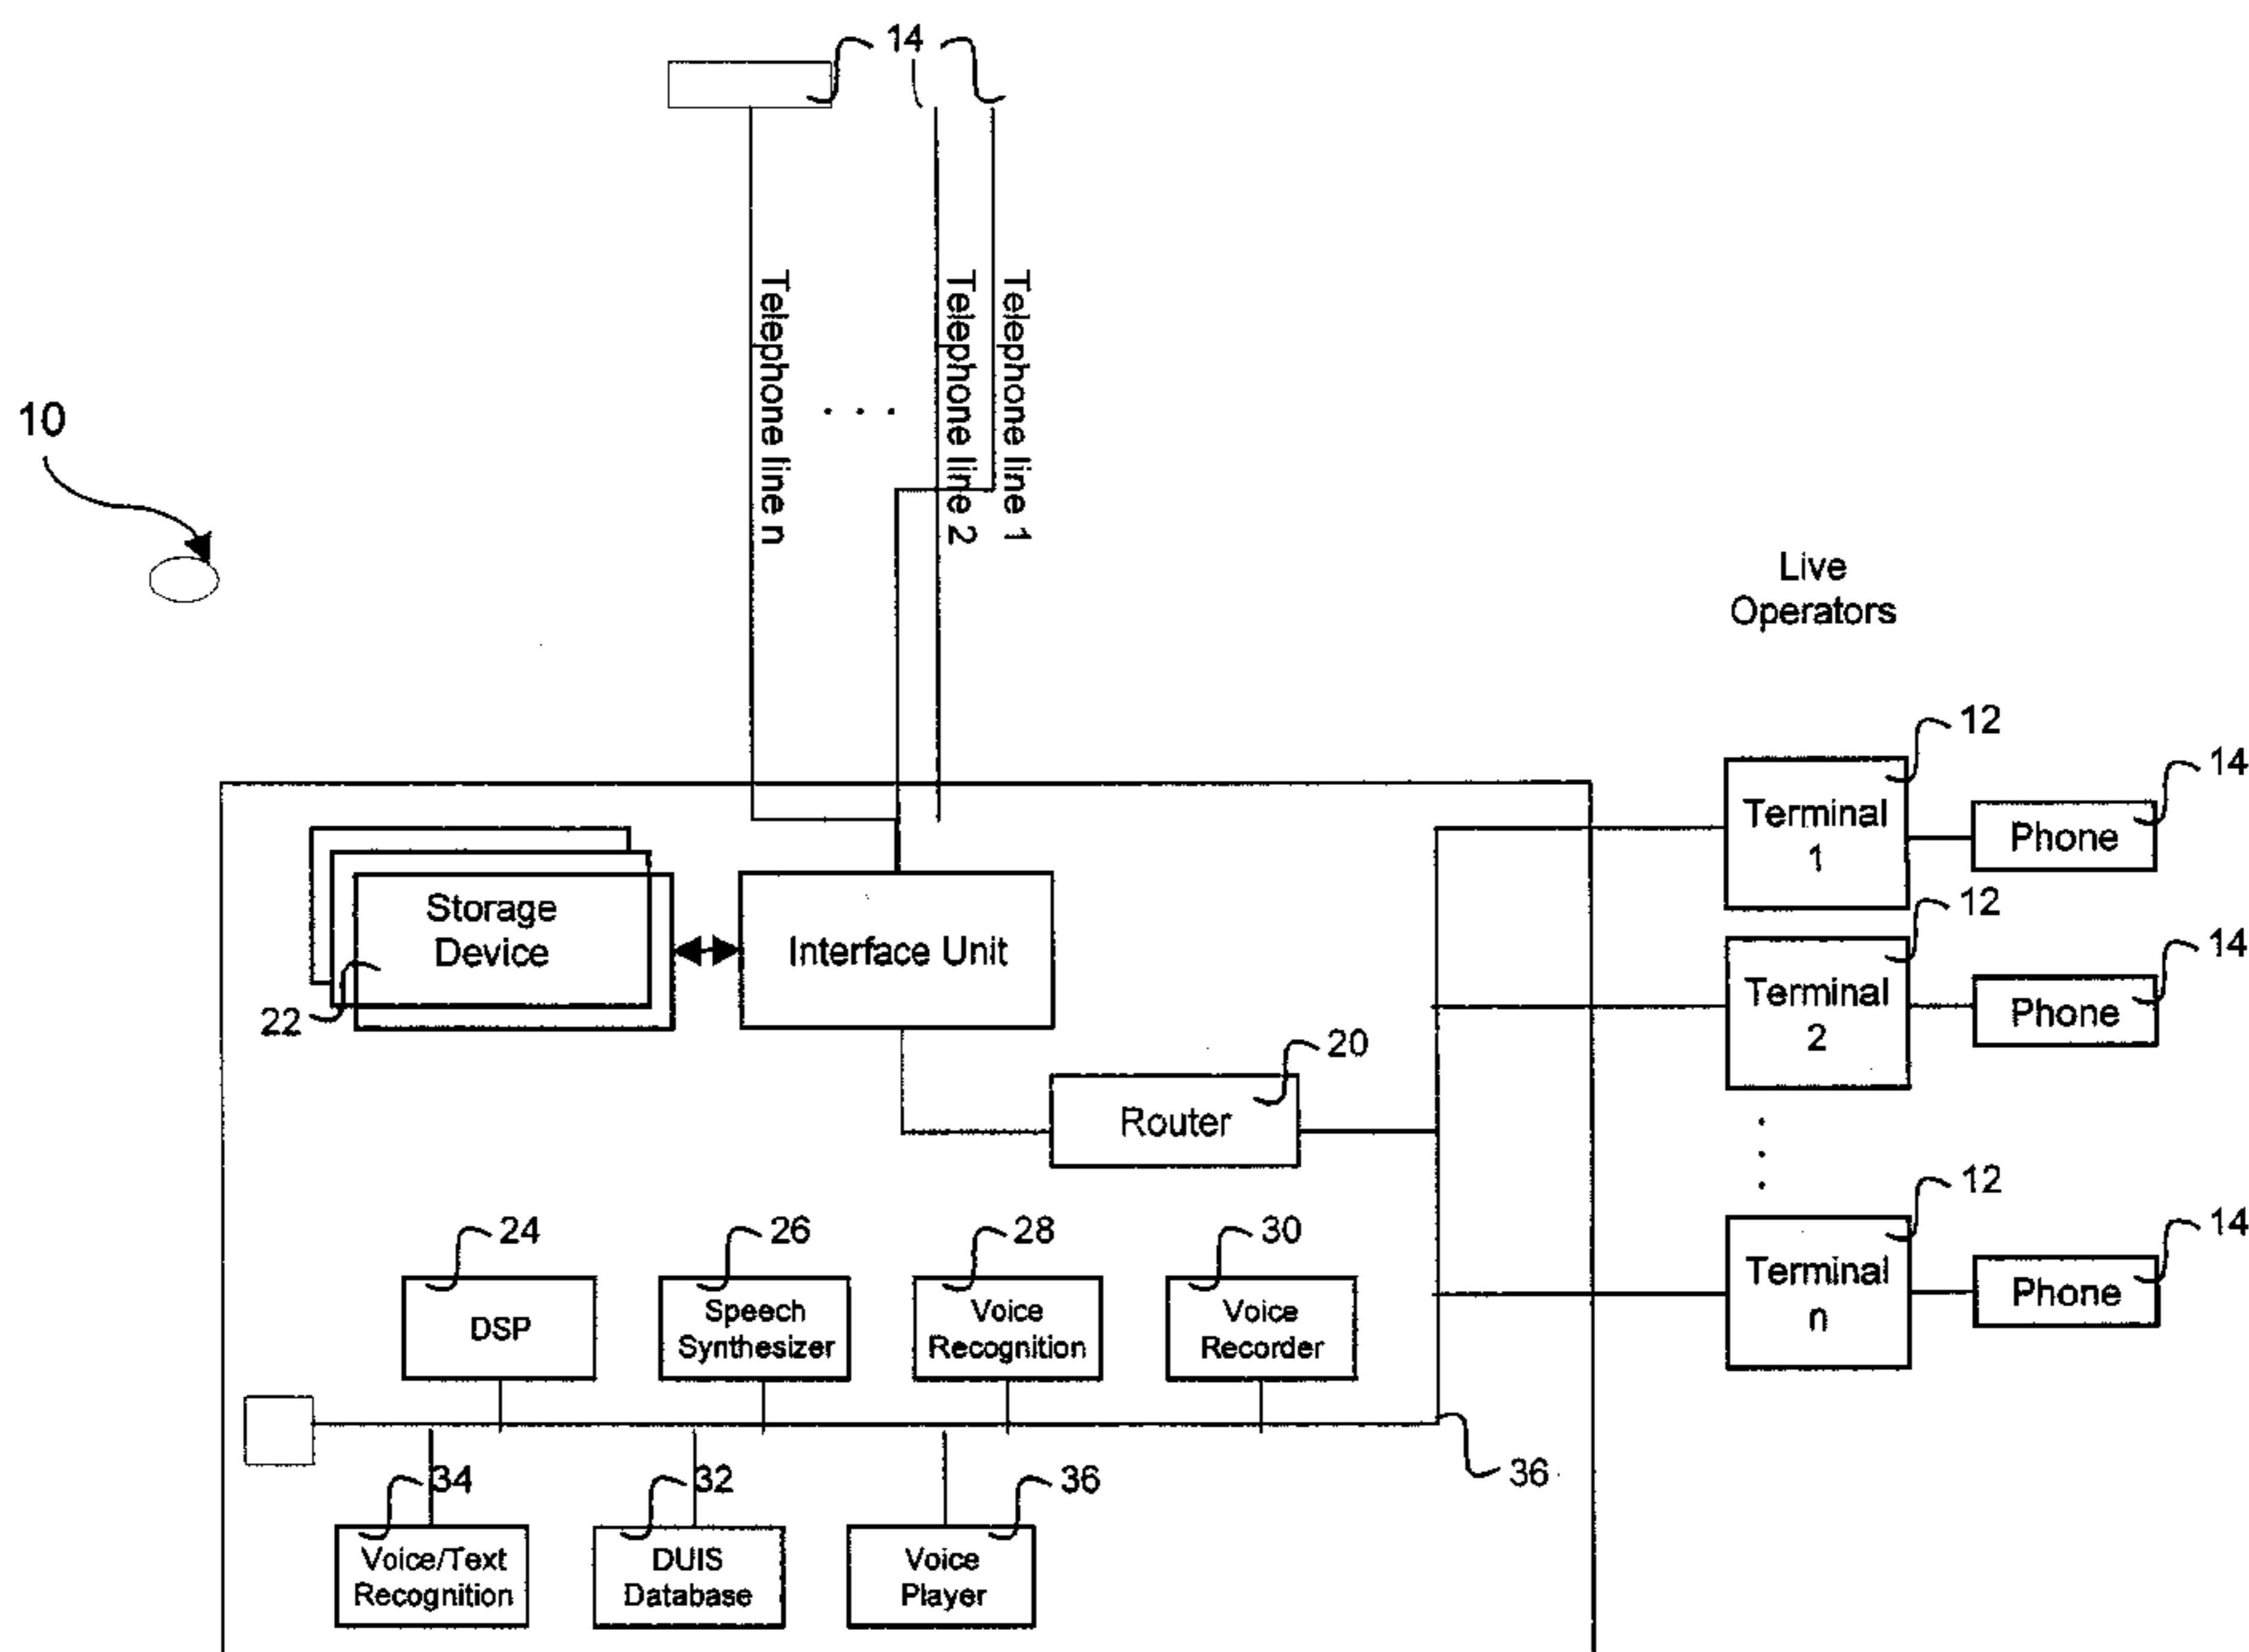 14
Telephone line n
. . .
Telephone line 2
Telephone line 1
10
Live
Operators
12
Terminal
1
14
Phone
Storage
Device
22
Interface Unit
12
Terminal
2
14
Phone
20
Router
12
Terminal
n
14
Phone
24
DSP
26
Speech
Synthesizer
28
Voice
Recognition
30
Voice
Recorder
36
34
Voice/Text
Recognition
32
DUIS
Database
36
Voice
Player